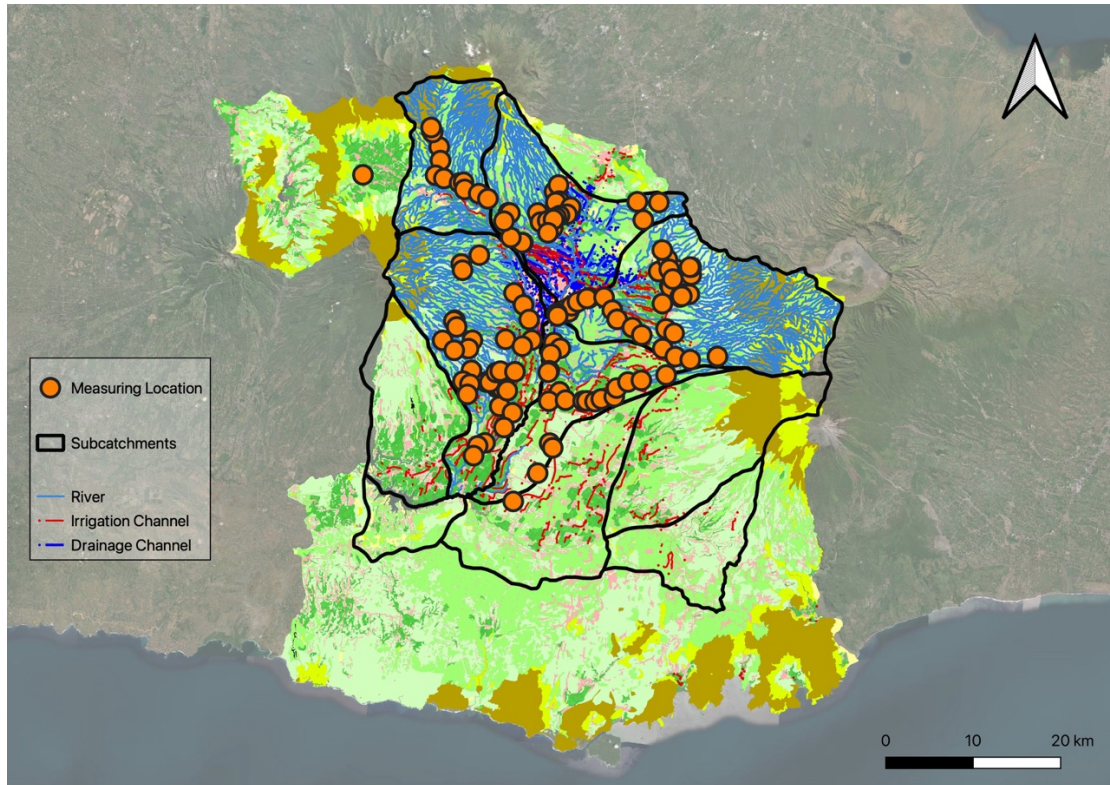 Measuring Location
Subcatchments
River
Irrigation Channel
Drainage Channel
0 10 20 km